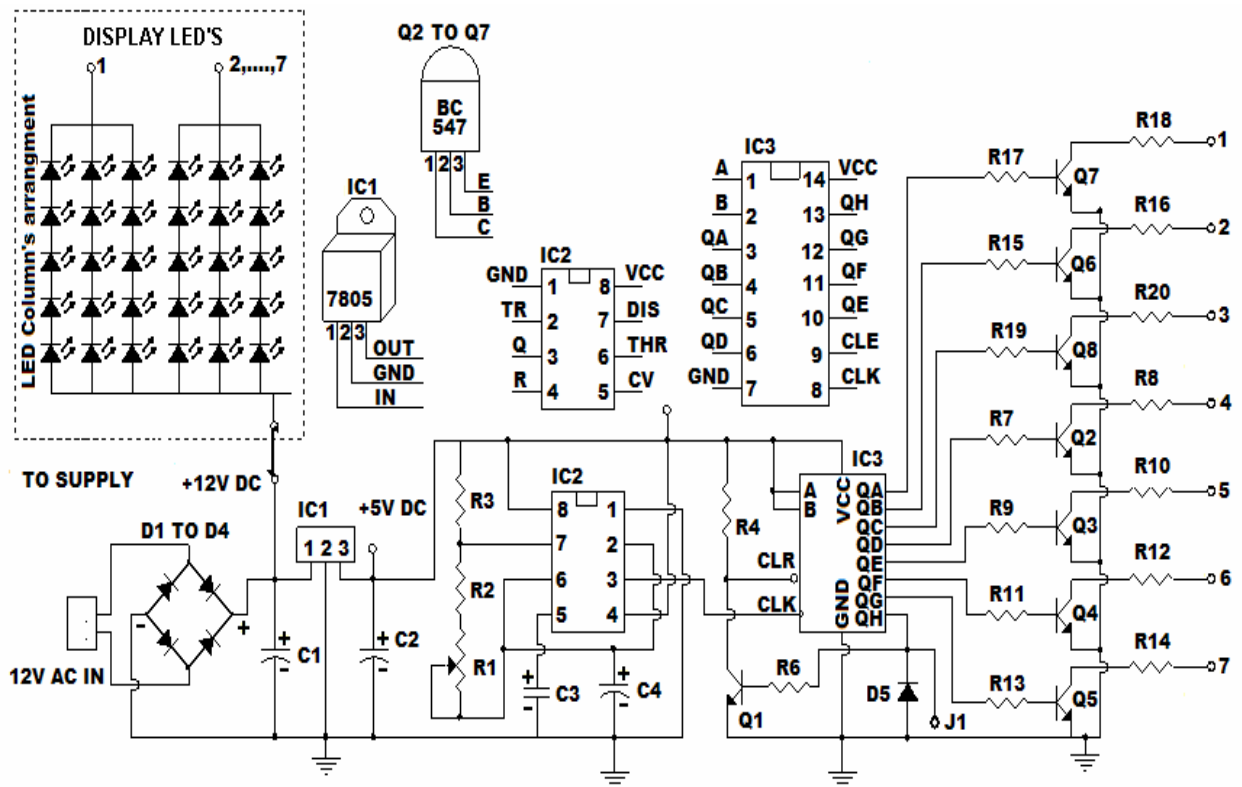 DISPLAY LED'S
1
2,....,7
LED Column's arrangment
TO SUPPLY
+12V DC
Q2 TO Q7
BC
547
1 2 3
E
B
C
IC1
7805
1 2 3
OUT
GND
IN
IC2
GND 1 8 VCC
TR 2 7 DIS
Q 3 6 THR
R 4 5 CV
IC3
A 1 14 VCC
B 2 13 QH
QA 3 12 QG
QB 4 11 QF
QC 5 10 QE
QD 6 9 CLE
GND 7 8 CLK
D1 TO D4
- +
12V AC IN
IC1
1 2 3
+5V DC
+
C1
-
+
C2
-
R3
R2
R1
IC2
8 1
7 2
6 3
5 4
+
C3
-
+
C4
-
R4
CLR
CLK
IC3
A
B
VCC
GND
QA
QB
QC
QD
QE
QF
QG
QH
R6
Q1
D5
J1
R17 Q7 R18 1
R15 Q6 R16 2
R19 Q8 R20 3
R7 Q2 R8 4
R9 Q3 R10 5
R11 Q4 R12 6
R13 Q5 R14 7